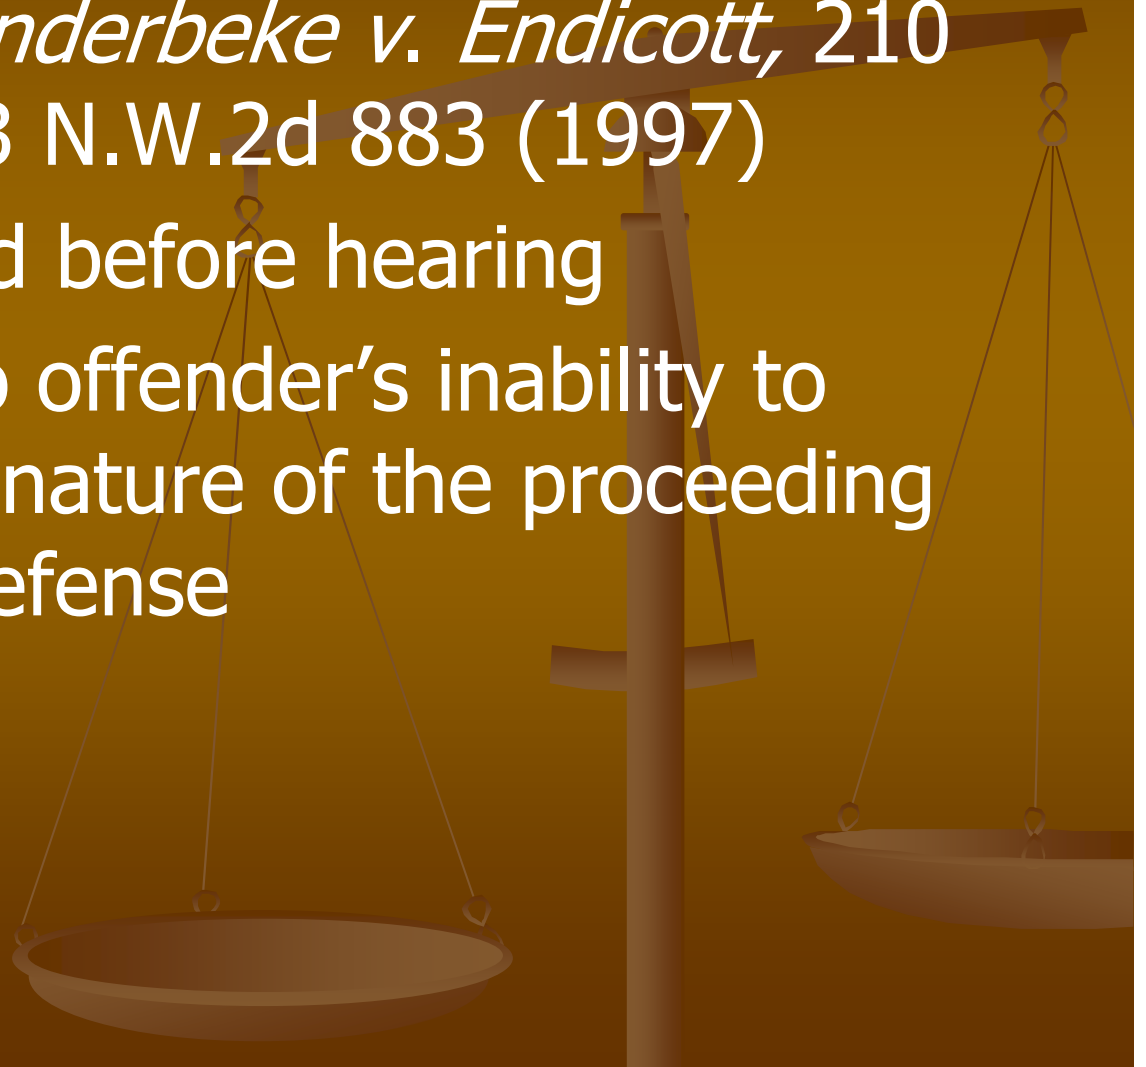 nderbeke v. Endicott, 210
3 N.W.2d 883 (1997)
d before hearing
o offender’s inability to
nature of the proceeding
efense